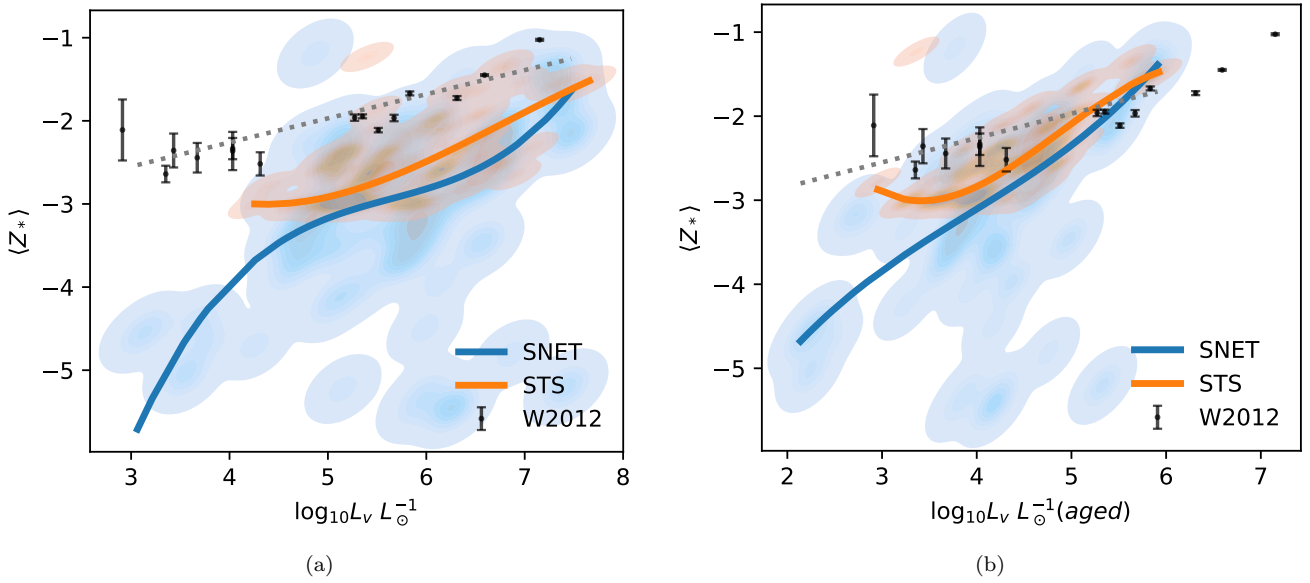 −1
−2
−3
−4
−5
⟨Z*⟩
3 4 5 6 7 8
log₁₀Lᵥ L⊙⁻¹
SNET
STS
W2012
(a)
−1
−2
−3
−4
−5
⟨Z*⟩
2 3 4 5 6 7
log₁₀Lᵥ L⊙⁻¹(aged)
SNET
STS
W2012
(b)